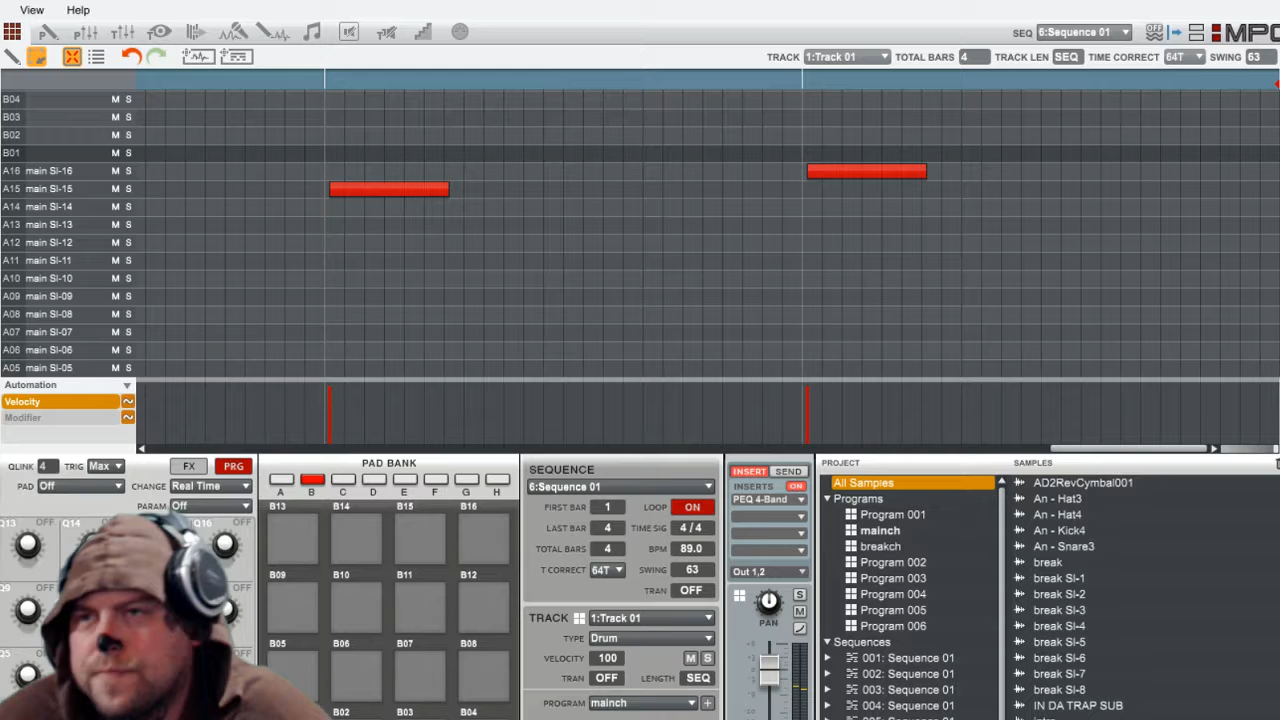 View Help
SEQ 6:Sequence 01 OFF MPC
TRACK 1:Track 01 TOTAL BARS 4 TRACK LEN SEQ TIME CORRECT 64T SWING 63
B04 M S
B03 M S
B02 M S
B01 M S
A16 main Sl-16 M S
A15 main Sl-15 M S
A14 main Sl-14 M S
A13 main Sl-13 M S
A12 main Sl-12 M S
A11 main Sl-11 M S
A10 main Sl-10 M S
A09 main Sl-09 M S
A08 main Sl-08 M S
A07 main Sl-07 M S
A06 main Sl-06 M S
A05 main Sl-05 M S
Automation
Velocity
Modifier
QLINK 4 TRIG Max FX PRG
PAD Off CHANGE Real Time
PARAM Off
Q13 OFF Q14 Q16 OFF
Q9
Q5
PAD BANK
A B C D E F G H
B13 B14 B15 B16
B09 B10 B11 B12
B05 B06 B07 B08
B02 B03 B04
SEQUENCE
6:Sequence 01
FIRST BAR 1 LOOP ON
LAST BAR 4 TIME SIG 4 / 4
TOTAL BARS 4 BPM 89.0
T CORRECT 64T SWING 63
TRAN OFF
TRACK 1:Track 01
TYPE Drum
VELOCITY 100 M S
TRAN OFF LENGTH SEQ
PROGRAM mainch +
INSERT SEND
INSERTS ON
PEQ 4-Band
Out 1,2
PAN S
M
PROJECT
All Samples
Programs
Program 001
mainch
breakch
Program 002
Program 003
Program 004
Program 005
Program 006
Sequences
001: Sequence 01
002: Sequence 01
003: Sequence 01
004: Sequence 01
SAMPLES
AD2RevCymbal001
An - Hat3
An - Hat4
An - Kick4
An - Snare3
break
break Sl-1
break Sl-2
break Sl-3
break Sl-4
break Sl-5
break Sl-6
break Sl-7
break Sl-8
IN DA TRAP SUB